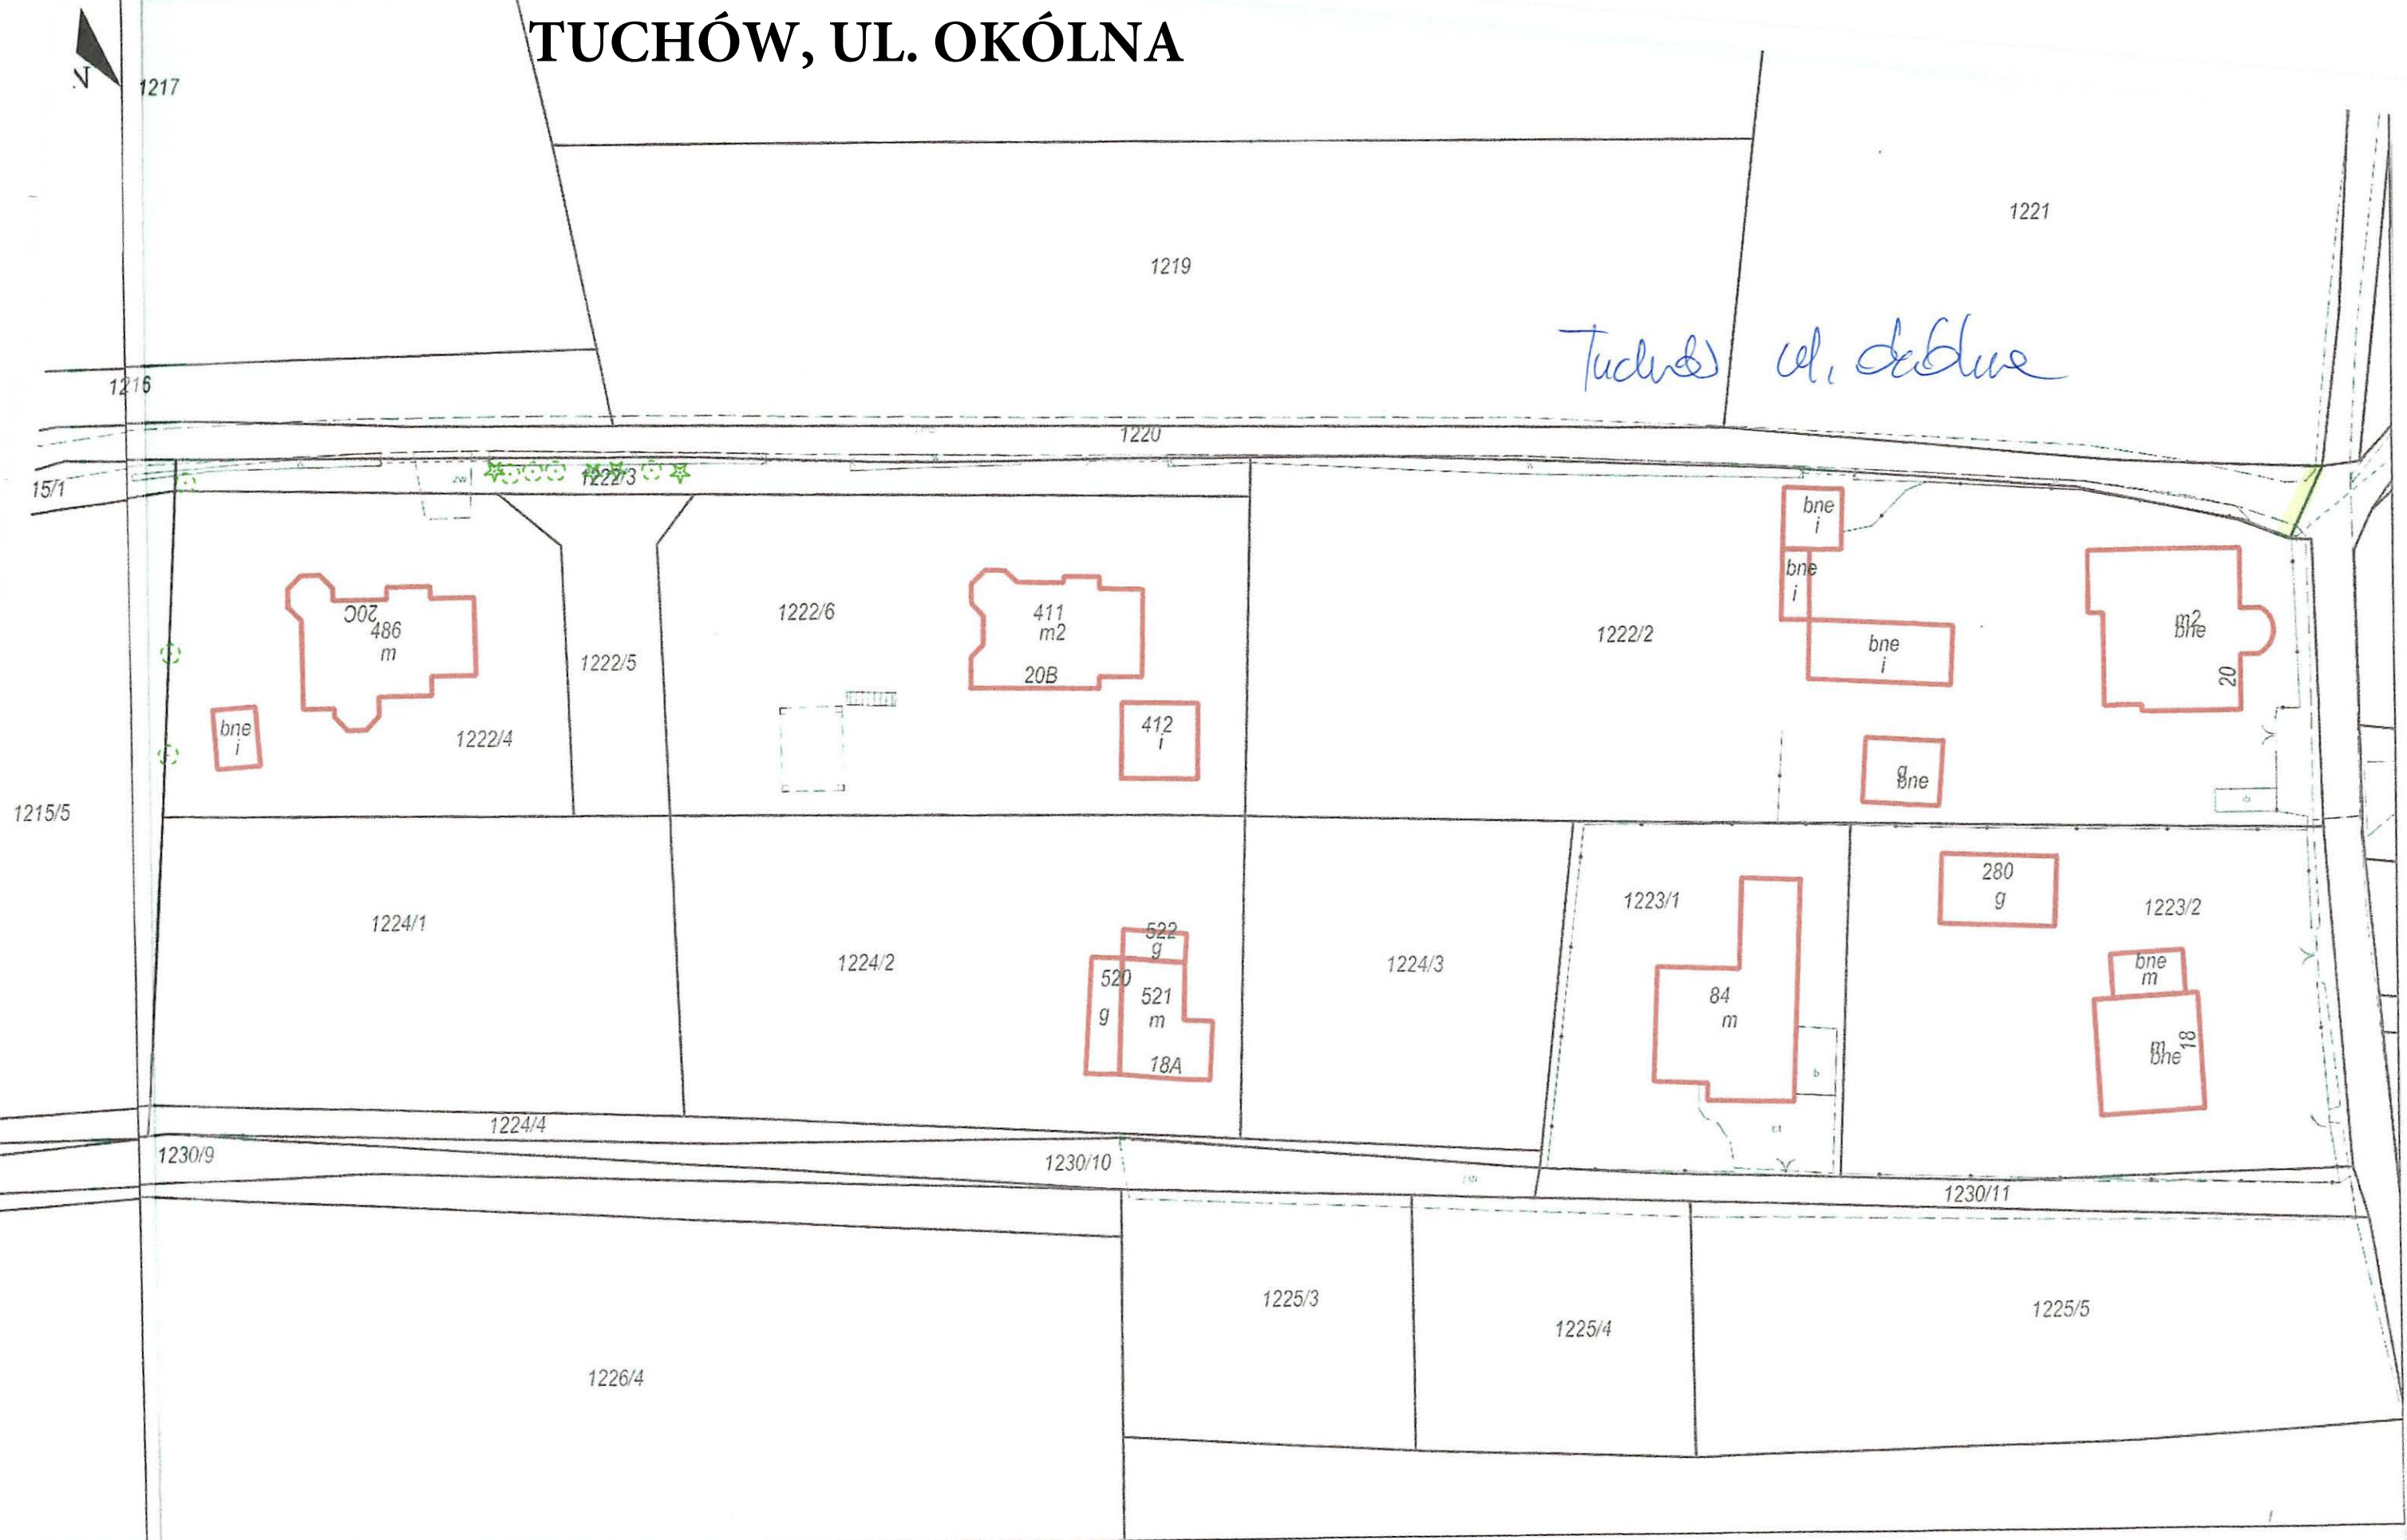 TUCHÓW, UL. OKÓLNA
N
1217
1221
1219
Tuchów ul. Okólna
1216
1220
15/1
1222/3
bne
i
bne
i
20C
486
m
1222/6
411
m2
20B
1222/5
1222/2
bne
i
m2
bne
20
bne
i
1222/4
412
i
g
bne
1215/5
1224/1
1224/2
522
g
520
g
521
m
18A
1224/3
1223/1
280
g
1223/2
84
m
bne
m
m
bne
18
1224/4
1230/9
1230/10
1230/11
1225/3
1225/4
1225/5
1226/4